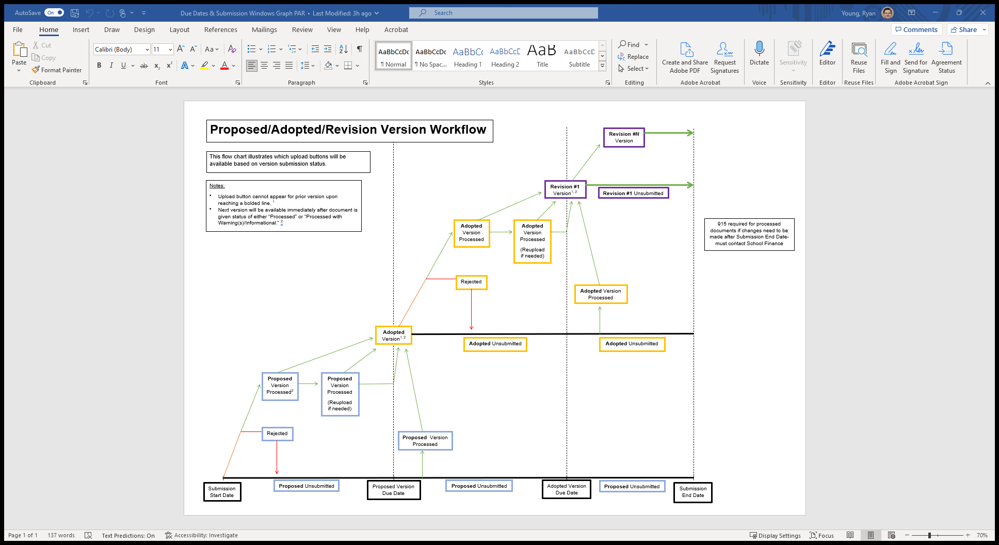 AutoSave On
Due Dates & Submission Windows Graph PAR • Last Modified: 3h ago
Search
Young, Ryan
File Home Insert Draw Design Layout References Mailings Review View Help Acrobat
Comments Share
Paste
Cut
Copy
Format Painter
Clipboard
Calibri (Body) 11
Font
Paragraph
AaBbCcDc AaBbCcDc AaBbC AaBbCcD AaB AaBbCcD
¶ Normal ¶ No Spac... Heading 1 Heading 2 Title Subtitle
Styles
Find
Replace
Select
Editing
Create and Share
Adobe PDF
Request
Signatures
Adobe Acrobat
Dictate
Voice
Sensitivity
Sensitivity
Editor
Editor
Reuse
Files
Reuse Files
Fill and
Sign
Send for
Signature
Agreement
Status
Adobe Acrobat Sign
Proposed/Adopted/Revision Version Workflow
This flow chart illustrates which upload buttons will be
available based on version submission status.
Notes:
• Upload button cannot appear for prior version upon
reaching a bolded line. 1
• Next version will be available immediately after document is
given status of either “Processed” or “Processed with
Warning(s)/Informational.” 2
Revision #N
Version
Revision #1
Version1, 2
Revision #1 Unsubmitted
Adopted
Version
Processed
Adopted
Version
Processed
(Reupload
if needed)
915 required for processed
documents if changes need to be
made after Submission End Date-
must contact School Finance
Rejected
Adopted Version
Processed
Adopted
Version1, 2
Adopted Unsubmitted
Adopted Unsubmitted
Proposed
Version
Processed2
Proposed
Version
Processed
(Reupload
if needed)
Rejected
Proposed Version
Processed
Submission
Start Date
Proposed Unsubmitted
Proposed Version
Due Date
Proposed Unsubmitted
Adopted Version
Due Date
Proposed Unsubmitted
Submission
End Date
Page 1 of 1 137 words Text Predictions: On Accessibility: Investigate
Display Settings Focus 70%